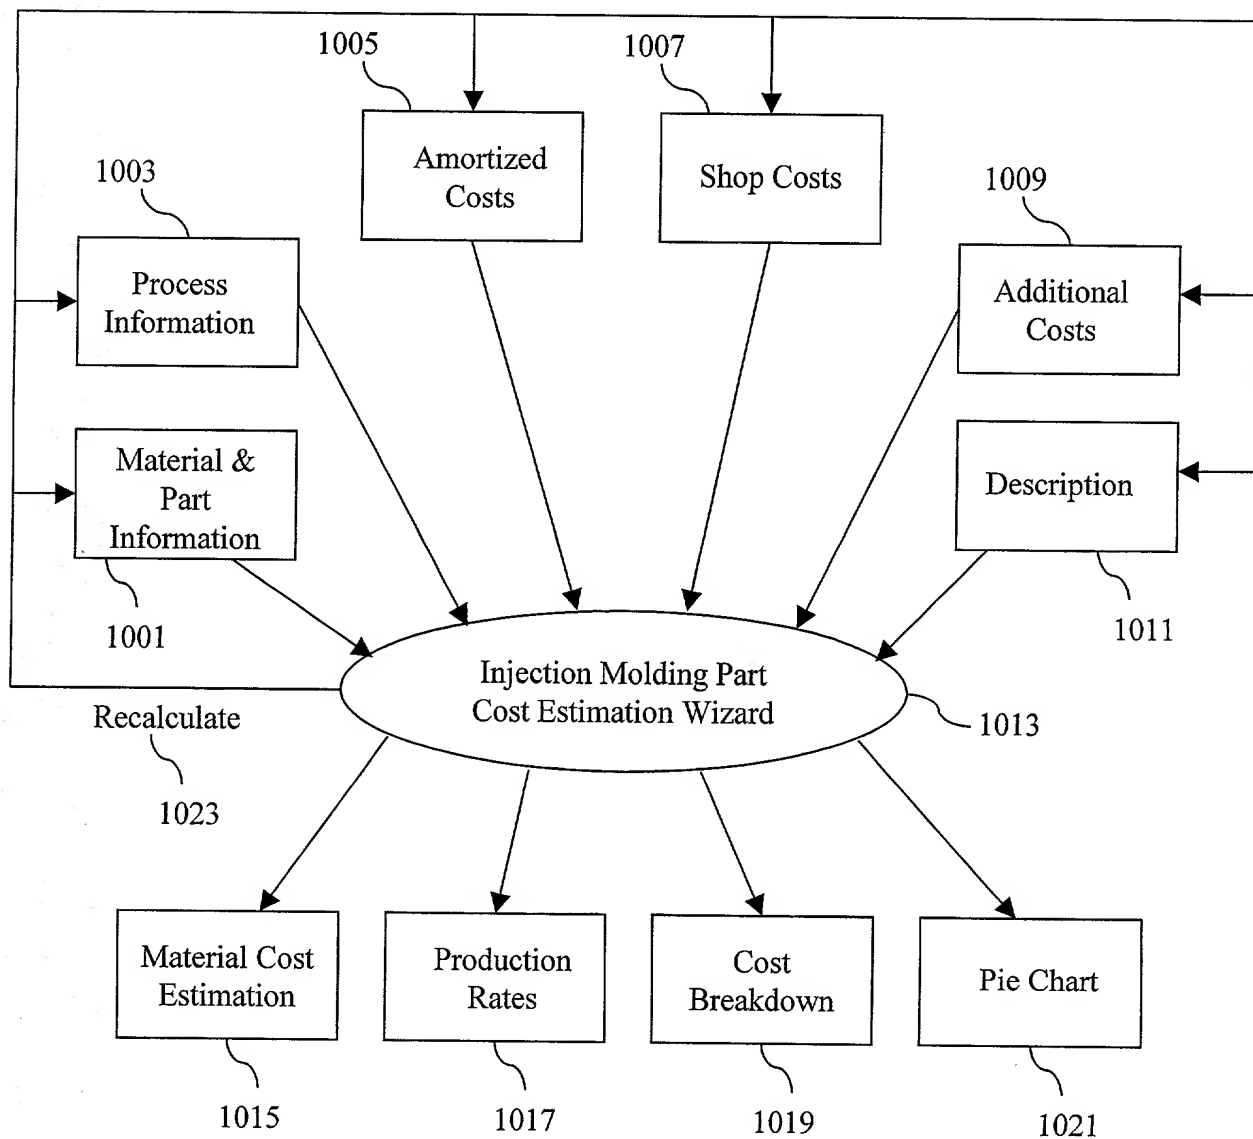 1005
1007
Amortized
Costs
Shop Costs
1003
1009
Process
Information
Additional
Costs
Material &
Part
Information
Description
1001
1011
Injection Molding Part
Cost Estimation Wizard
1013
Recalculate
1023
Material Cost
Estimation
Production
Rates
Cost
Breakdown
Pie Chart
1015
1017
1019
1021